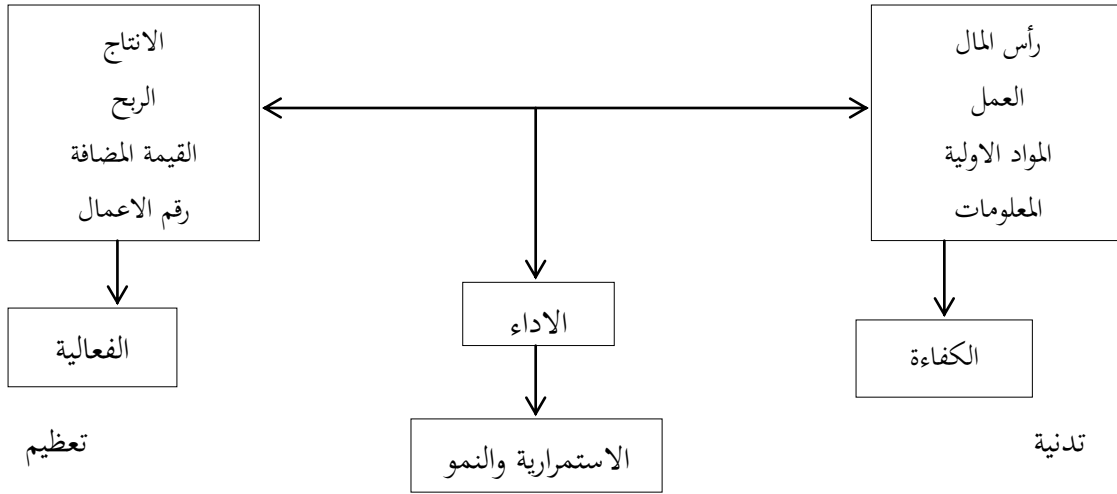 رأس المال
العمل
المواد الاولية
المعلومات
الانتاج
الربح
القيمة المضافة
رقم الاعمال
الكفاءة
الاداء
الفعالية
تدنية
الاستمرارية والنمو
تعظيم